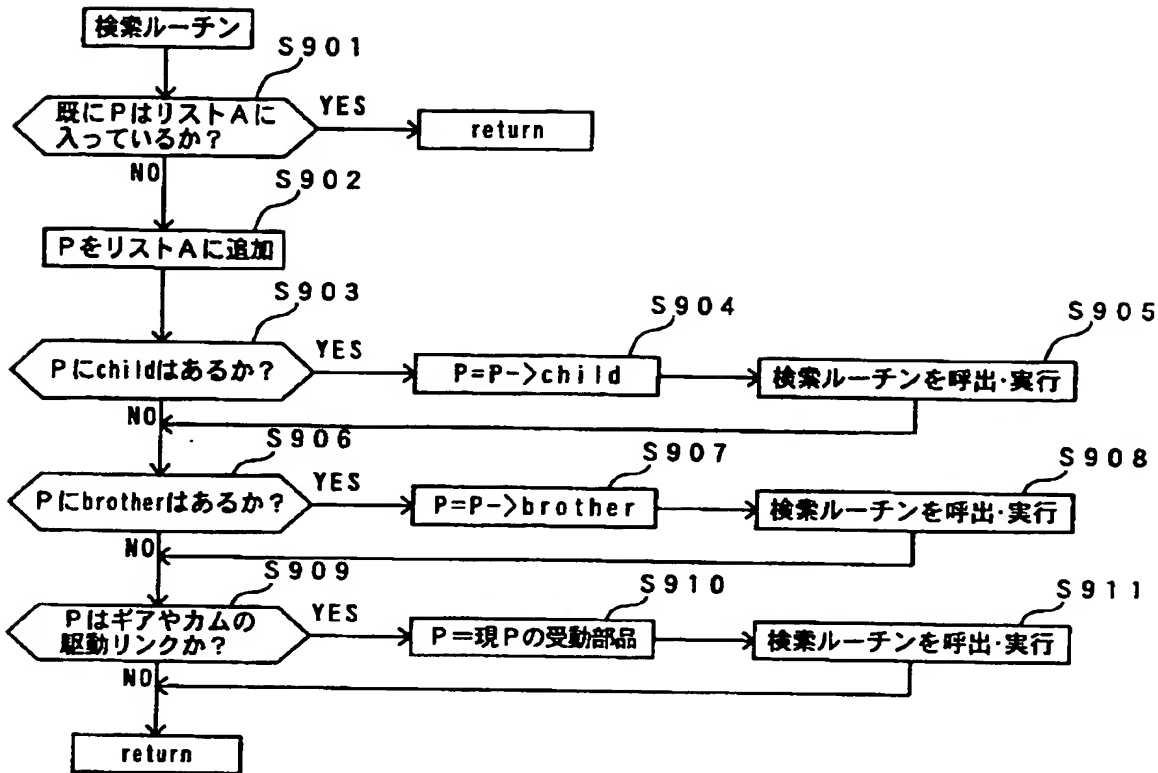 検索ルーチン
S901
既にPはリストAに
入っているか?
YES
return
NO
S902
PをリストAに追加
S903
PにchildはあるかA?
YES
S904
P=P->child
S905
検索ルーチンを呼出・実行
NO
S906
Pにbrotherはあるか?
YES
S907
P=P->brother
S908
検索ルーチンを呼出・実行
NO
S909
Pはギアやカムの
駆動リンクか?
YES
S910
P=現Pの受動部品
S911
検索ルーチンを呼出・実行
NO
return